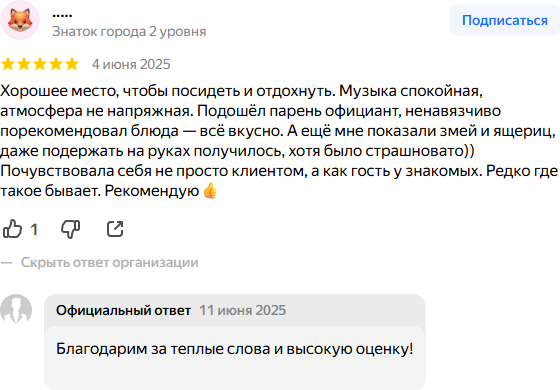 .....
Подписаться
Знаток города 2 уровня
4 июня 2025
Хорошее место, чтобы посидеть и отдохнуть. Музыка спокойная,
атмосфера не напряжная. Подошёл парень официант, ненавязчиво
порекомендовал блюда — всё вкусно. А ещё мне показали змей и ящериц,
даже подержать на руках получилось, хотя было страшновато))
Почувствовала себя не просто клиентом, а как гость у знакомых. Редко где
такое бывает. Рекомендую👍
1
— Скрыть ответ организации
Официальный ответ 11 июня 2025
Благодарим за теплые слова и высокую оценку!